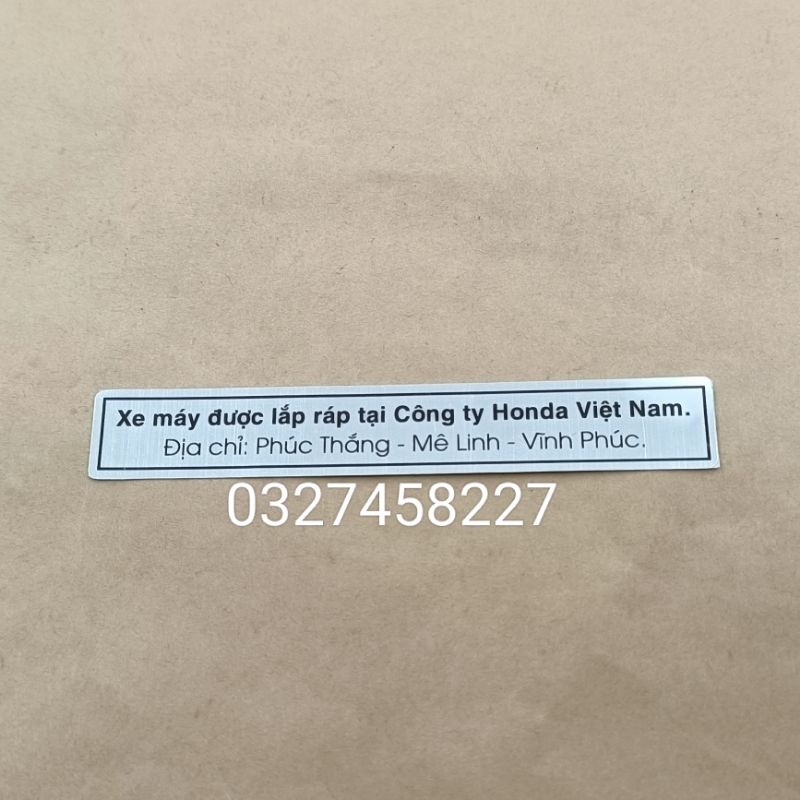 Xe máy được lắp ráp tại Công ty Honda Việt Nam.
Địa chỉ: Phúc Thắng - Mê Linh - Vĩnh Phúc.
0327458227